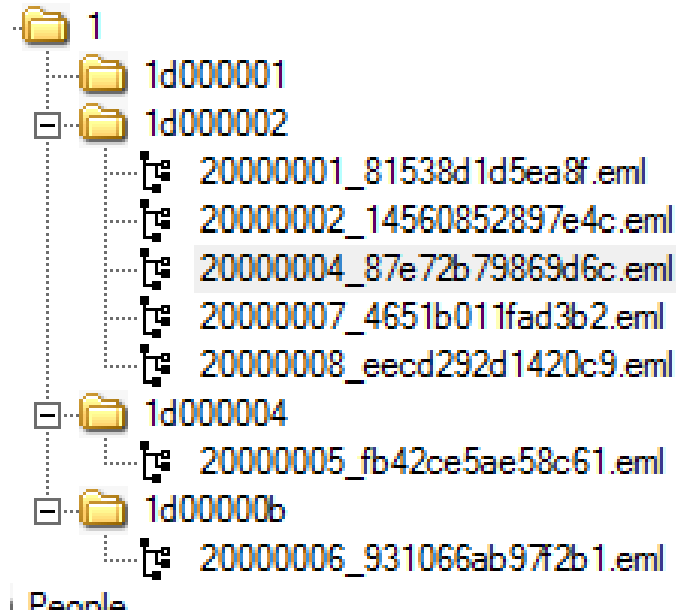 1
1d000001
1d000002
20000001_81538d1d5ea8f.eml
20000002_14560852897e4c.eml
20000004_87e72b79869d6c.eml
20000007_4651b011fad3b2.eml
20000008_eecd292d1420c9.eml
1d000004
20000005_fb42ce5ae58c61.eml
1d00000b
20000006_931066ab97f2b1.eml
People